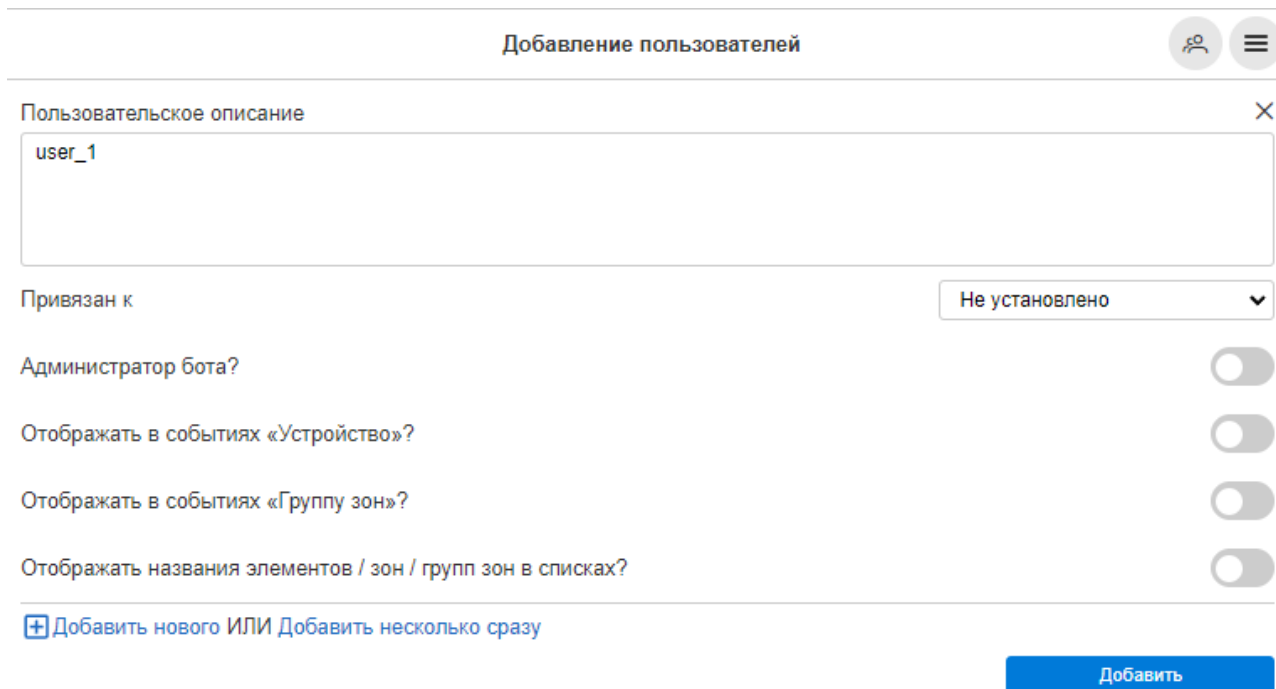 Добавление пользователей
Пользовательское описание
user_1
Привязан к
Не установлено
Администратор бота?
Отображать в событиях «Устройство»?
Отображать в событиях «Группу зон»?
Отображать названия элементов / зон / групп зон в списках?
Добавить нового ИЛИ Добавить несколько сразу
Добавить